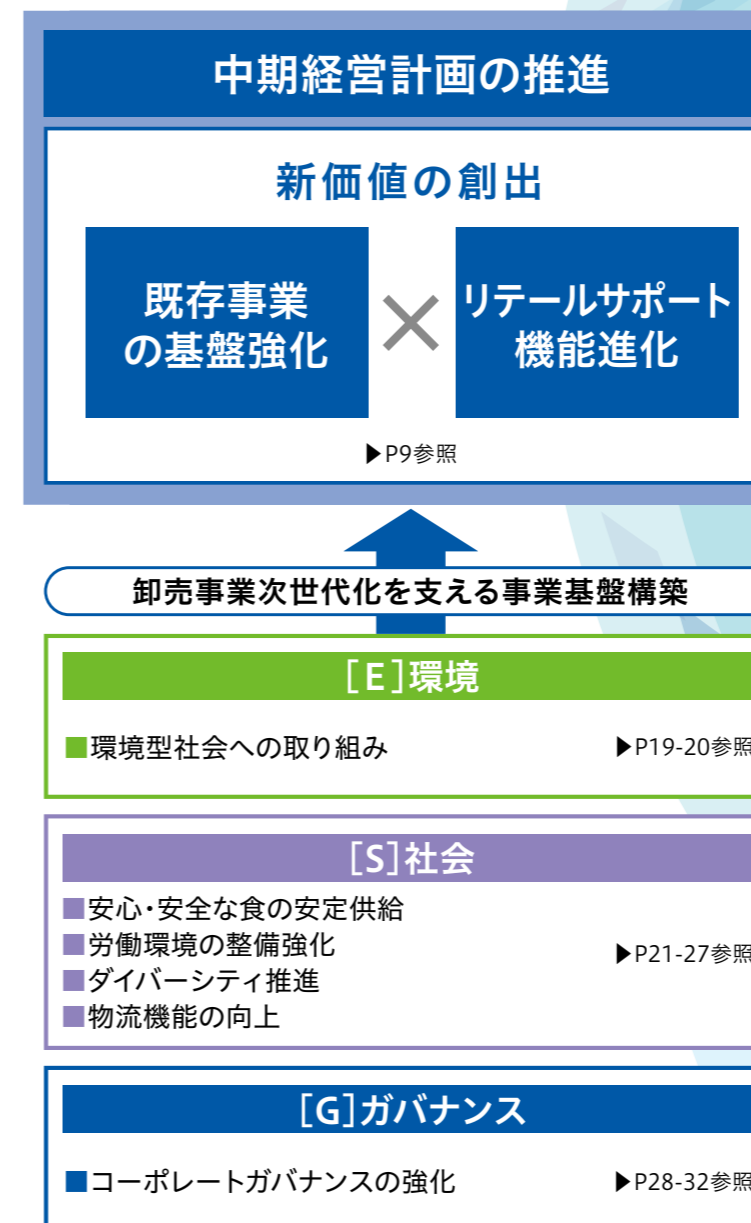 中期経営計画の推進
新価値の創出
既存事業
の基盤強化
×
リテールサポート
機能進化
▶P9参照
卸売事業次世代化を支える事業基盤構築
[E]環境
■環境型社会への取り組み
▶P19-20参照
[S]社会
■安心・安全な食の安定供給
■労働環境の整備強化
■ダイバーシティ推進
■物流機能の向上
▶P21-27参照
[G]ガバナンス
■コーポレートガバナンスの強化
▶P28-32参照